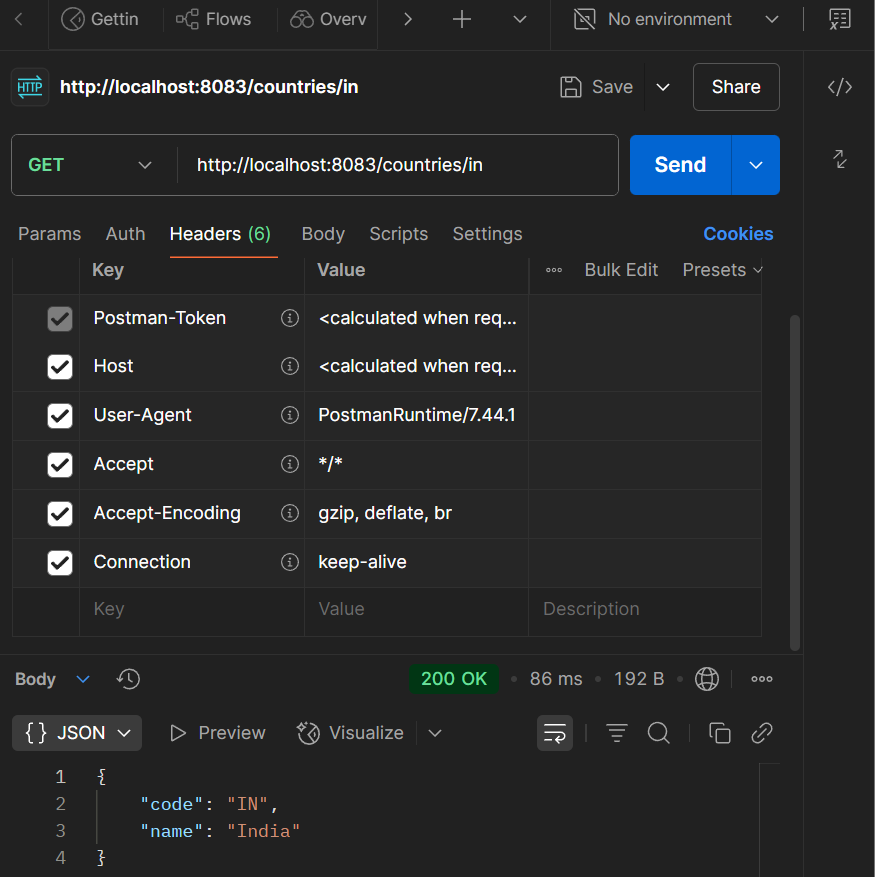 Gettin Flows Overv No environment
HTTP http://localhost:8083/countries/in Save Share
GET http://localhost:8083/countries/in Send
Params Auth Headers (6) Body Scripts Settings Cookies
Key Value Bulk Edit Presets
Postman-Token <calculated when req...
Host <calculated when req...
User-Agent PostmanRuntime/7.44.1
Accept */*
Accept-Encoding gzip, deflate, br
Connection keep-alive
Key Value Description
Body 200 OK • 86 ms • 192 B •
{} JSON Preview Visualize
1 {
2 "code": "IN",
3 "name": "India"
4 }